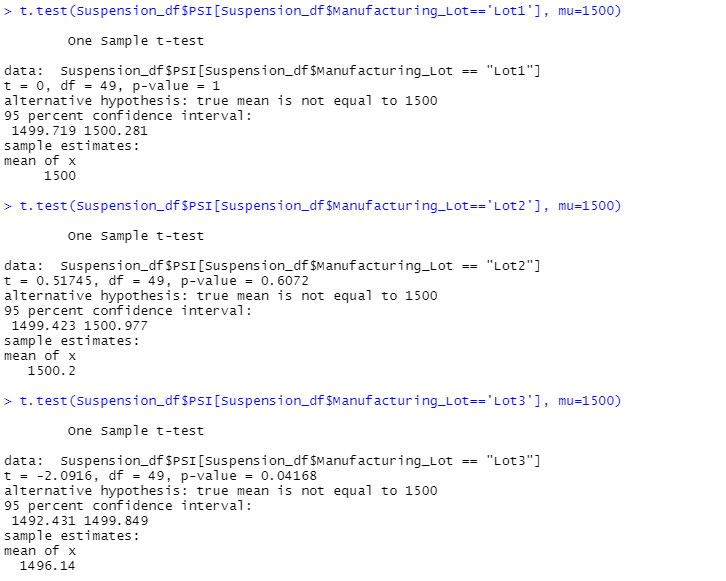 > t.test(Suspension_df$PSI[Suspension_df$Manufacturing_Lot=='Lot1'], mu=1500)
One Sample t-test
data:  Suspension_df$PSI[Suspension_df$Manufacturing_Lot == "Lot1"]
t = 0, df = 49, p-value = 1
alternative hypothesis: true mean is not equal to 1500
95 percent confidence interval:
 1499.719 1500.281
sample estimates:
mean of x
1500
> t.test(Suspension_df$PSI[Suspension_df$Manufacturing_Lot=='Lot2'], mu=1500)
One Sample t-test
data:  Suspension_df$PSI[Suspension_df$Manufacturing_Lot == "Lot2"]
t = 0.51745, df = 49, p-value = 0.6072
alternative hypothesis: true mean is not equal to 1500
95 percent confidence interval:
 1499.423 1500.977
sample estimates:
mean of x
1500.2
> t.test(Suspension_df$PSI[Suspension_df$Manufacturing_Lot=='Lot3'], mu=1500)
One Sample t-test
data:  Suspension_df$PSI[Suspension_df$Manufacturing_Lot == "Lot3"]
t = -2.0916, df = 49, p-value = 0.04168
alternative hypothesis: true mean is not equal to 1500
95 percent confidence interval:
 1492.431 1499.849
sample estimates:
mean of x
1496.14